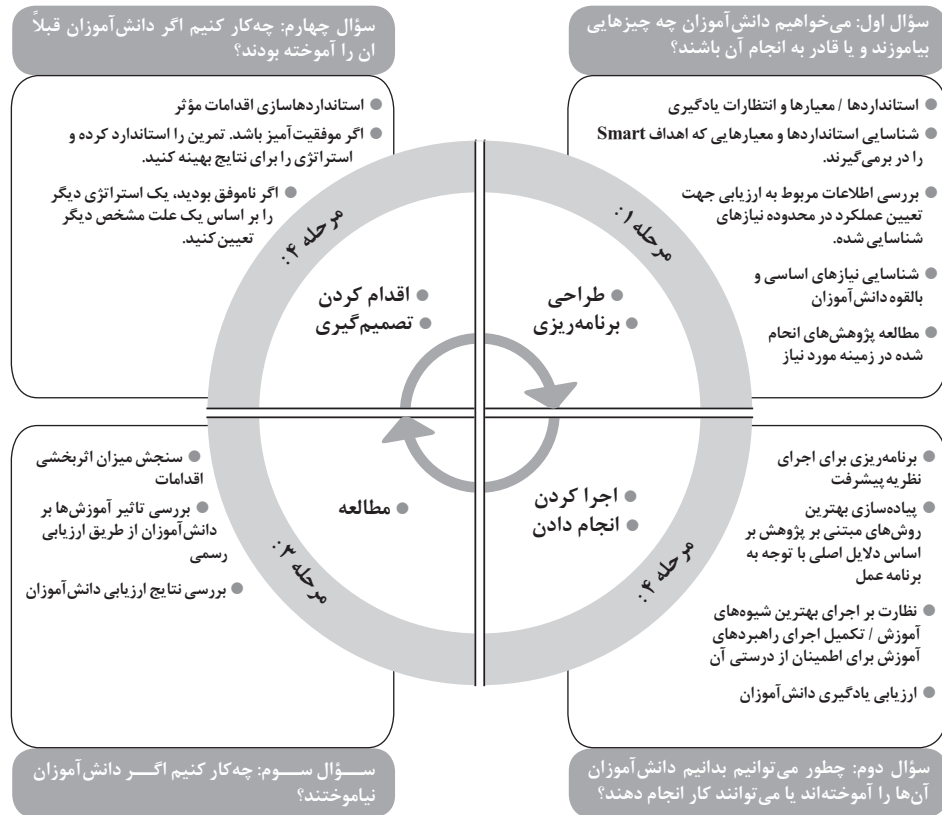 سؤال اول: می‌خواهیم دانش‌آموزان چه چیزهایی
بیاموزند و یا قادر به انجام آن باشند؟
● استانداردها / معیارها و انتظارات یادگیری
● شناسایی استانداردها و معیارهایی که اهداف Smart
را در برمی‌گیرند.
● بررسی اطلاعات مربوط به ارزیابی جهت
تعیین عملکرد در محدوده نیازهای
شناسایی شده.
● شناسایی نیازهای اساسی و
بالقوه دانش‌آموزان
● مطالعه پژوهش‌های انحام
شده در زمینه مورد نیاز
مرحله ۱:
● طراحی
● برنامه‌ریزی
سؤال دوم: چطور می‌توانیم بدانیم دانش‌آموزان
آن‌ها را آموخته‌اند یا می‌توانند کار انجام دهند؟
● برنامه‌ریزی برای اجرای
نظریه پیشرفت
● پیاده‌سازی بهترین
روش‌های مبتنی بر پژوهش بر
اساس دلایل اصلی با توجه به
برنامه عمل
● نظارت بر اجرای بهترین شیوه‌های
آموزش / تکمیل اجرای راهبردهای
آموزش برای اطمینان از درستی آن
● ارزیابی یادگیری دانش‌آموزان
مرحله ۴:
● اجرا کردن
● انجام دادن
سؤال سوم: چه‌کار کنیم اگر دانش‌آموزان
نیاموختند؟
● سنجش میزان اثربخشی
اقدامات
● بررسی تاثیر آموزش‌ها بر
دانش‌آموزان از طریق ارزیابی
رسمی
● بررسی نتایج ارزیابی دانش‌آموزان
مرحله ۳:
● مطالعه
سؤال چهارم: چه‌کار کنیم اگر دانش‌آموزان قبلاً
ان را آموخته بودند؟
● استانداردهاسازی اقدامات مؤثر
● اگر موفقیت‌آمیز باشد. تمرین را استاندارد کرده و
استراتژی را برای نتایج بهینه کنید.
● اگر ناموفق بودید، یک استراتژی دیگر
را بر اساس یک علت مشخص دیگر
تعیین کنید.
مرحله ۴:
● اقدام کردن
● تصمیم‌گیری